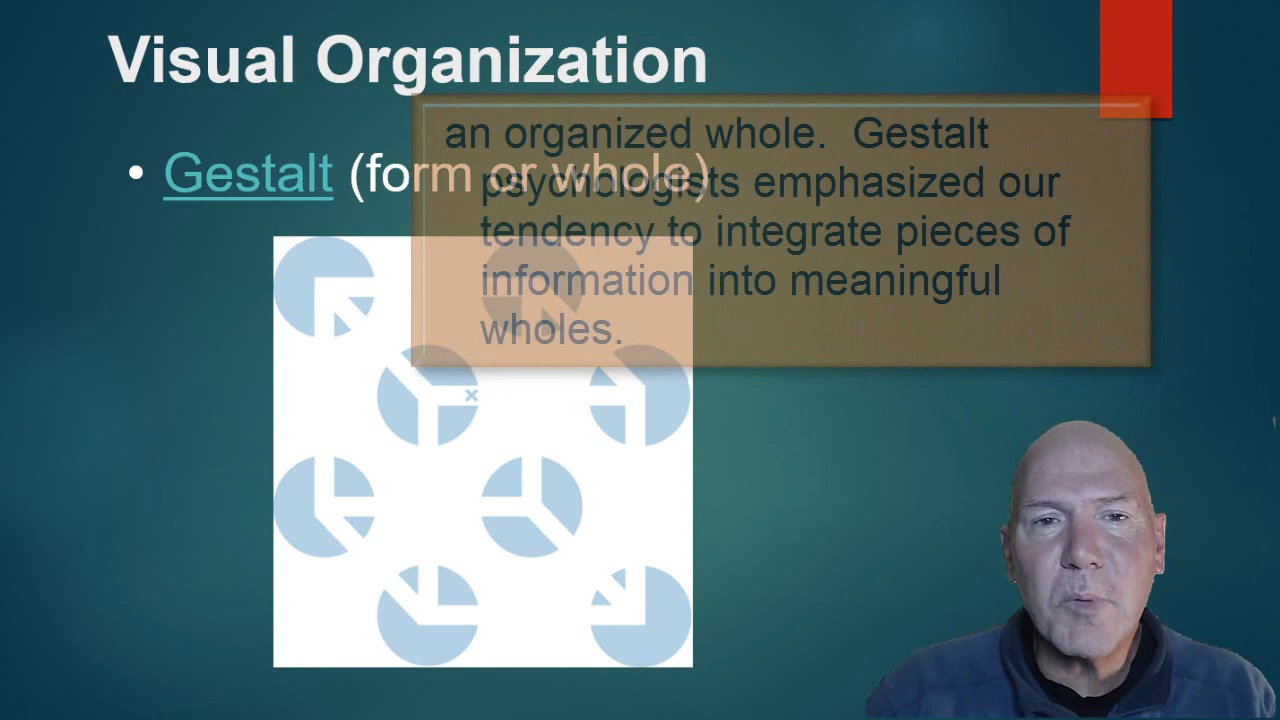 Visual Organization
• Gestalt (form or whole)
an organized whole.  Gestalt
psychologists emphasized our
tendency to integrate pieces of
information into meaningful
wholes.